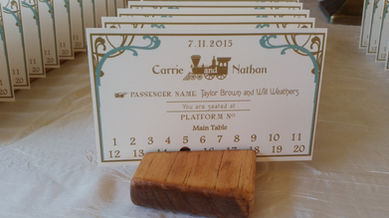 7.11.2015
Carrie and Nathan
PASSENGER NAME Taylor Brown and Will Weathers
You are seated at
PLATFORM Nº
Main Table
1 2 3 4 5 6 7 8 9 10 11
12 13 14 15 16 17 18 19 20